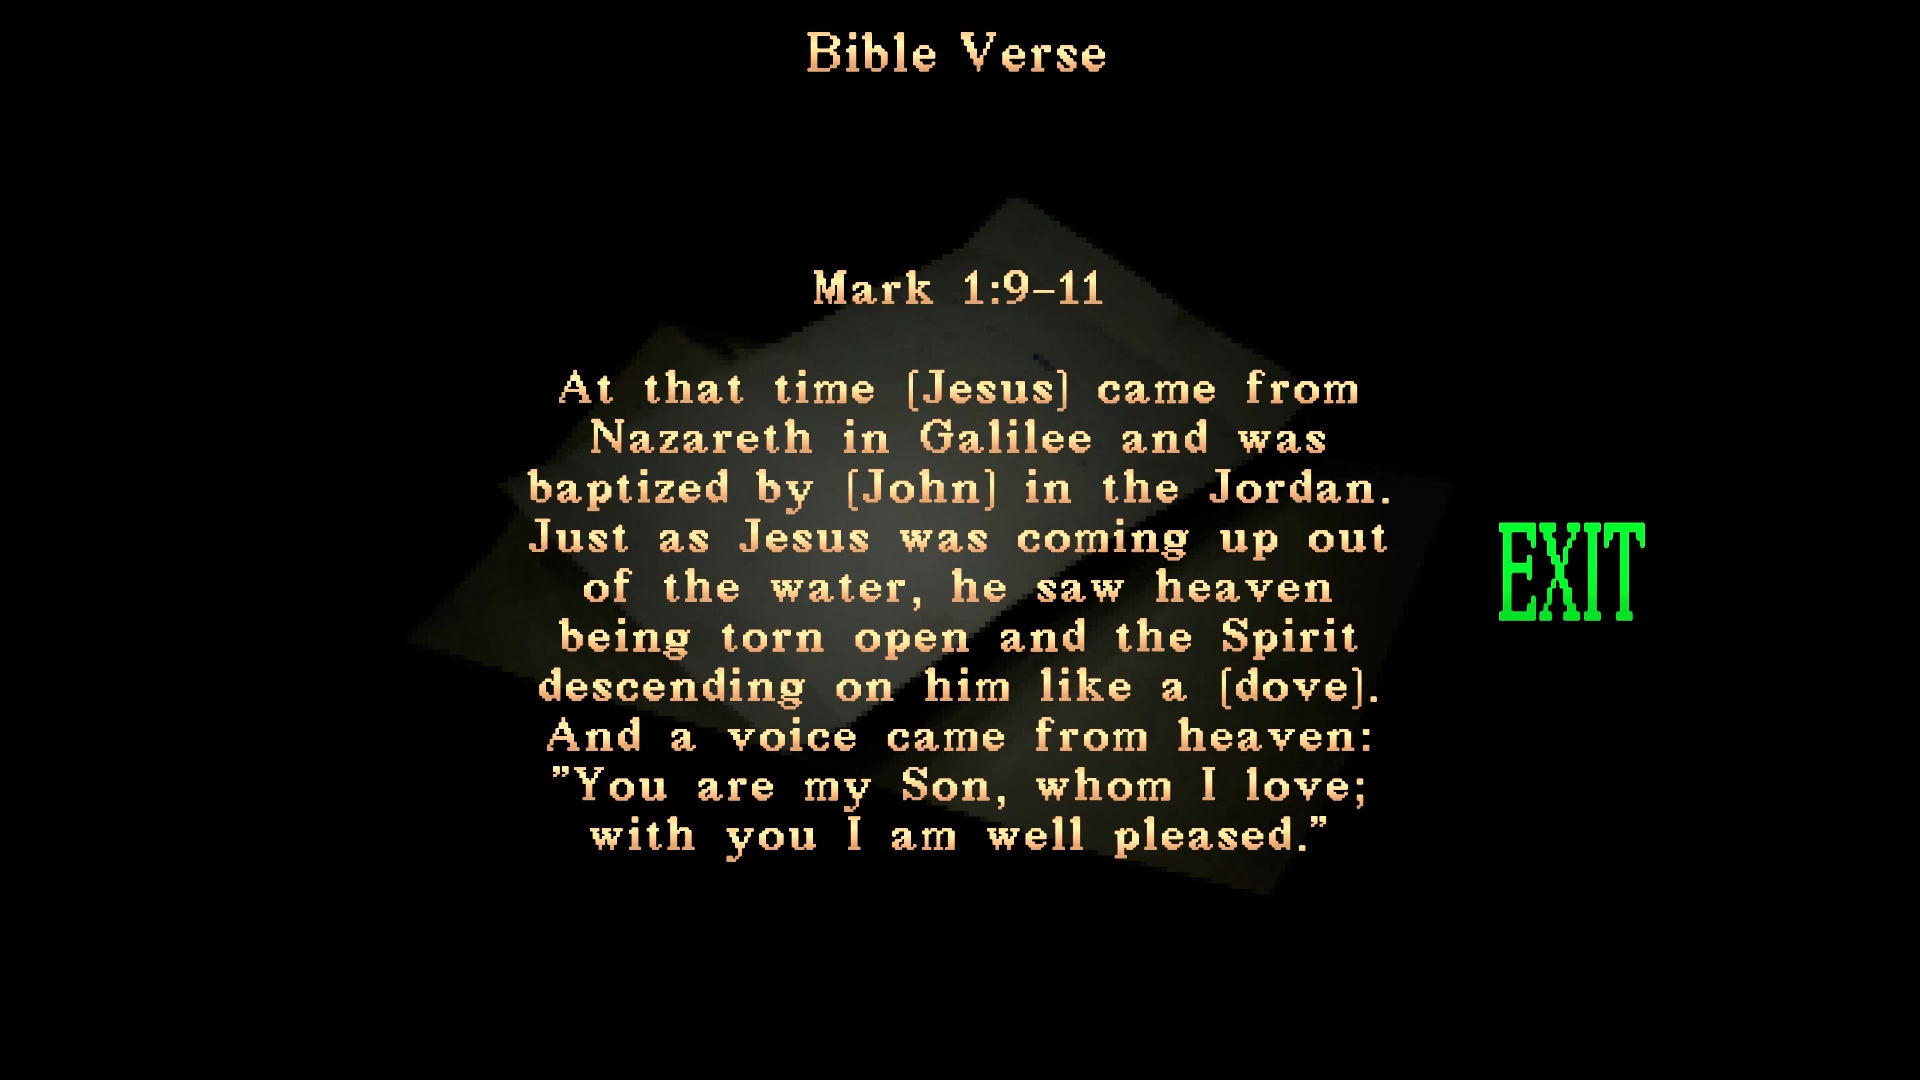 Bible Verse
Mark 1:9-11
At that time [Jesus] came from
Nazareth in Galilee and was
baptized by [John] in the Jordan.
Just as Jesus was coming up out
of the water, he saw heaven
being torn open and the Spirit
descending on him like a [dove].
And a voice came from heaven:
"You are my Son, whom I love;
with you I am well pleased."
EXIT